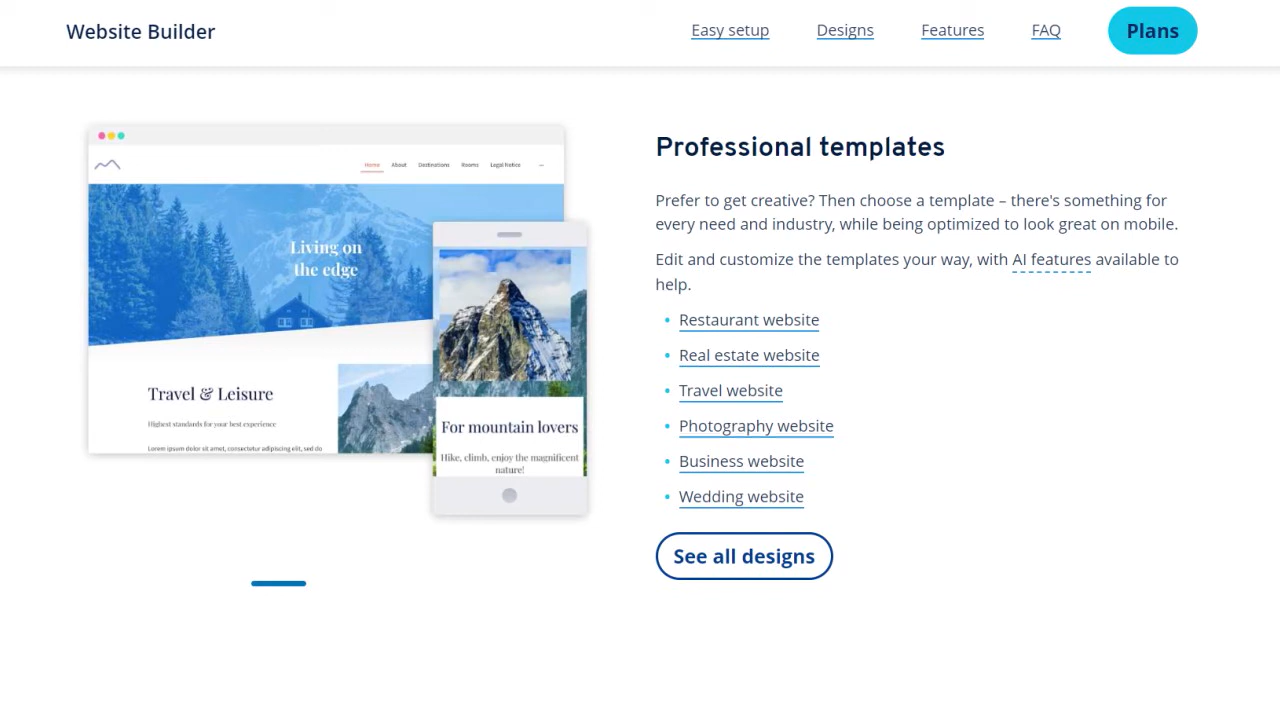 Website Builder
Easy setup
Designs
Features
FAQ
Plans
Home
About
Destinations
Rooms
Legal Notice
Living on
the edge
Travel & Leisure
Highest standards for your best experience
Lorem ipsum dolor sit amet, consectetur adipiscing elit, sed do
For mountain lovers
Hike, climb, enjoy the magnificent
nature!
Professional templates
Prefer to get creative? Then choose a template – there's something for
every need and industry, while being optimized to look great on mobile.
Edit and customize the templates your way, with AI features available to
help.
• Restaurant website
• Real estate website
• Travel website
• Photography website
• Business website
• Wedding website
See all designs